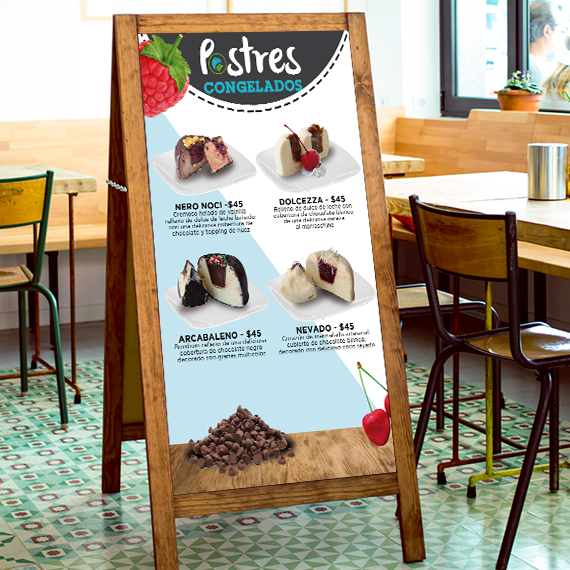 Postres
CONGELADOS
NERO NOCI -$45
Cremoso helado de vainilla
relleno de dulce de leche bañado
con una deliciosa cobertura de
chocolate y topping de nuez
DOLCEZZA - $45
Relleno de dulce de leche con
cobertura de chocolate blanco
de una deliciosa cereza
al marraschino
ARCABALENO - $45
Bombom relleno de una deliciosa
cobertura de chocolate negro
decorado con granas multicolor
NEVADO - $45
Corazón de mermelada artesanal
cubierto de chocolate blanco,
decorado con delicioso coco rayado